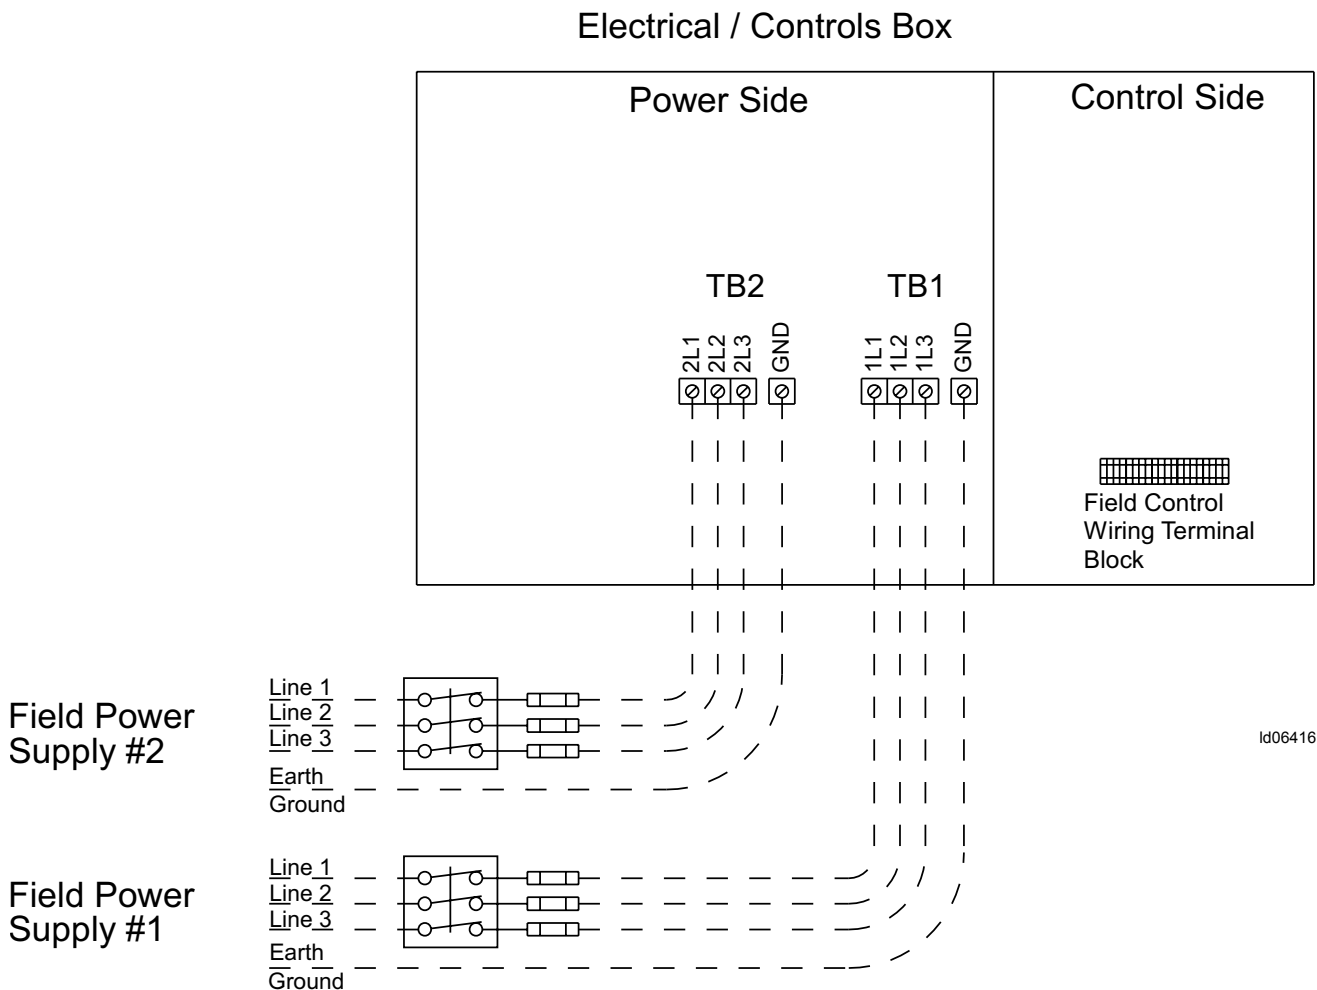 Electrical / Controls Box
Power Side
Control Side
TB2
TB1
2L1
2L2
2L3
GND
1L1
1L2
1L3
GND
Field Control
Wiring Terminal
Block
Field Power
Supply #2
Line 1
Line 2
Line 3
Earth
Ground
ld06416
Field Power
Supply #1
Line 1
Line 2
Line 3
Earth
Ground